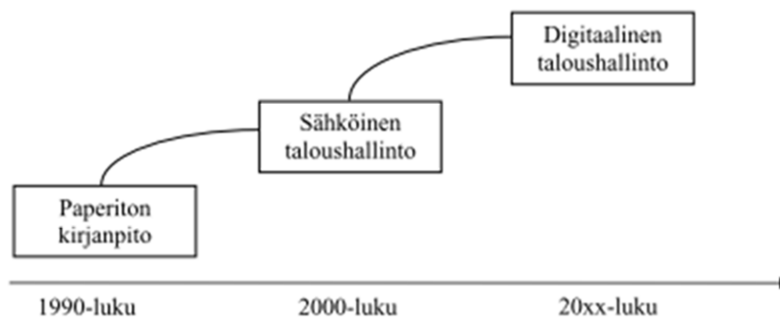 Digitaalinen
taloushallinto
Sähköinen
taloushallinto
Paperiton
kirjanpito
1990-luku
2000-luku
20xx-luku